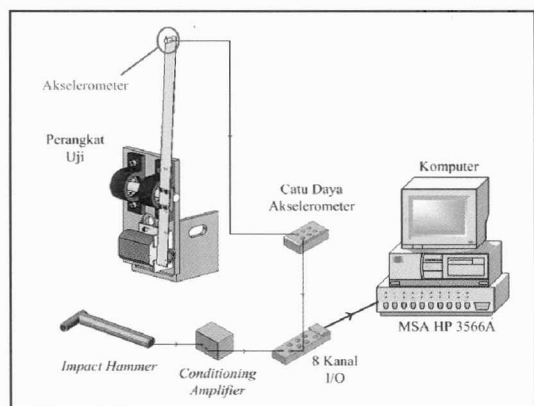 Akselerometer
Perangkat
Uji
Komputer
Catu Daya
Akselerometer
MSA HP 3566A
Impact Hammer
Conditioning
Amplifier
8 Kanal
I/O